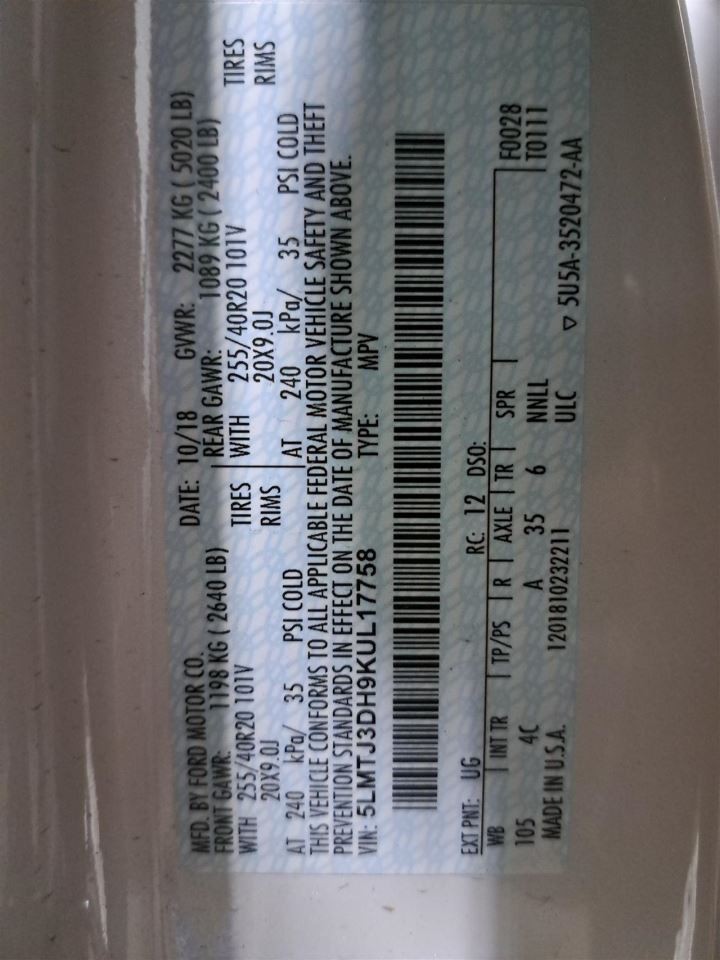 MFD. BY FORD MOTOR CO. DATE: 10/18 GVWR: 2277 KG ( 5020 LB)
FRONT GAWR: 1198 KG ( 2640 LB) REAR GAWR: 1089 KG ( 2400 LB)
WITH 255/40R20 101V TIRES WITH 255/40R20 101V TIRES
20X9.0J RIMS 20X9.0J RIMS
AT 240 kPa/ 35 PSI COLD AT 240 kPa/ 35 PSI COLD
THIS VEHICLE CONFORMS TO ALL APPLICABLE FEDERAL MOTOR VEHICLE SAFETY AND THEFT
PREVENTION STANDARDS IN EFFECT ON THE DATE OF MANUFACTURE SHOWN ABOVE.
VIN: 5LMTJ3DH9KUL17758 TYPE: MPV
EXT PNT: UG RC: 12 DSO: F0028
WB INT TR TP/PS R AXLE TR SPR T0111
105 4C A 35 6 NNLL
MADE IN U.S.A. 1201810232211 ULC ▽ 5U5A-3520472-AA